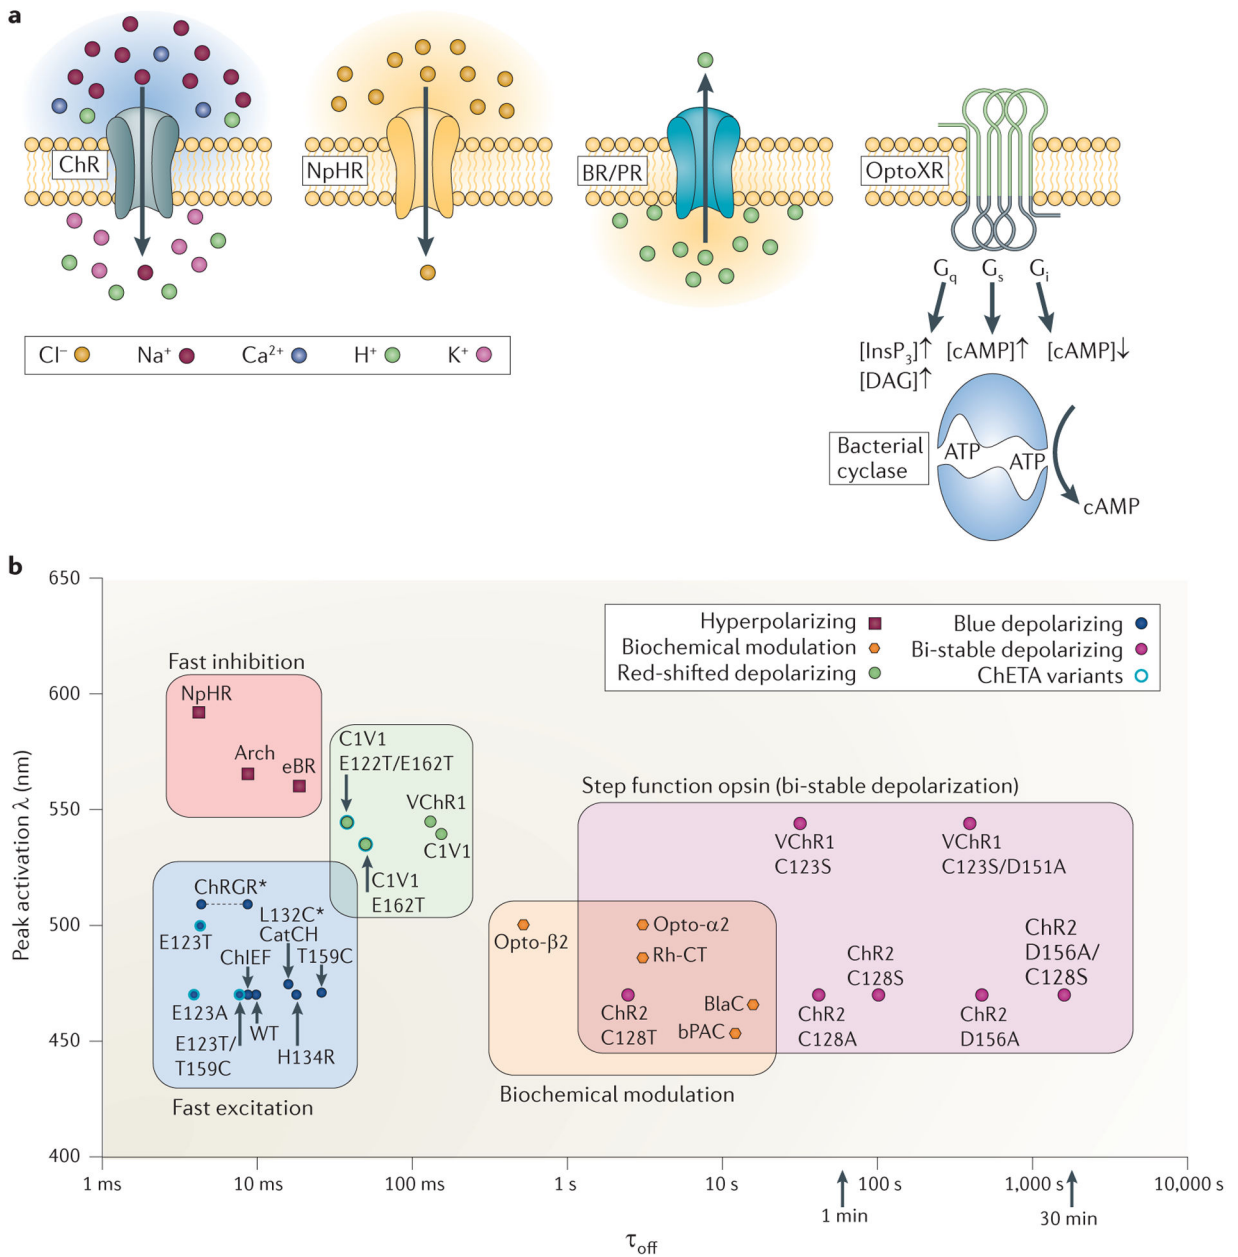 a
ChR
NpHR
BR/PR
OptoXR
Gq Gs Gi
[InsP3]↑ [cAMP]↑ [cAMP]↓
[DAG]↑
Cl− Na+ Ca2+ H+ K+
Bacterial
cyclase
ATP
ATP
cAMP
b
Peak activation λ (nm)
650
600
550
500
450
400
Hyperpolarizing
Biochemical modulation
Red-shifted depolarizing
Blue depolarizing
Bi-stable depolarizing
ChETA variants
Fast inhibition
NpHR
Arch
eBR
C1V1
E122T/E162T
VChR1
C1V1
C1V1
E162T
Step function opsin (bi-stable depolarization)
VChR1
C123S
VChR1
C123S/D151A
ChRGR*
E123T
L132C*
CatCH
ChIEF
T159C
E123A
WT
E123T/
T159C
H134R
Fast excitation
Opto-β2
Opto-α2
Rh-CT
ChR2
C128T
BlaC
bPAC
Biochemical modulation
ChR2
C128S
ChR2
C128A
ChR2
D156A
ChR2
D156A/
C128S
1 ms 10 ms 100 ms 1 s 10 s 100 s 1,000 s 10,000 s
1 min 30 min
τoff